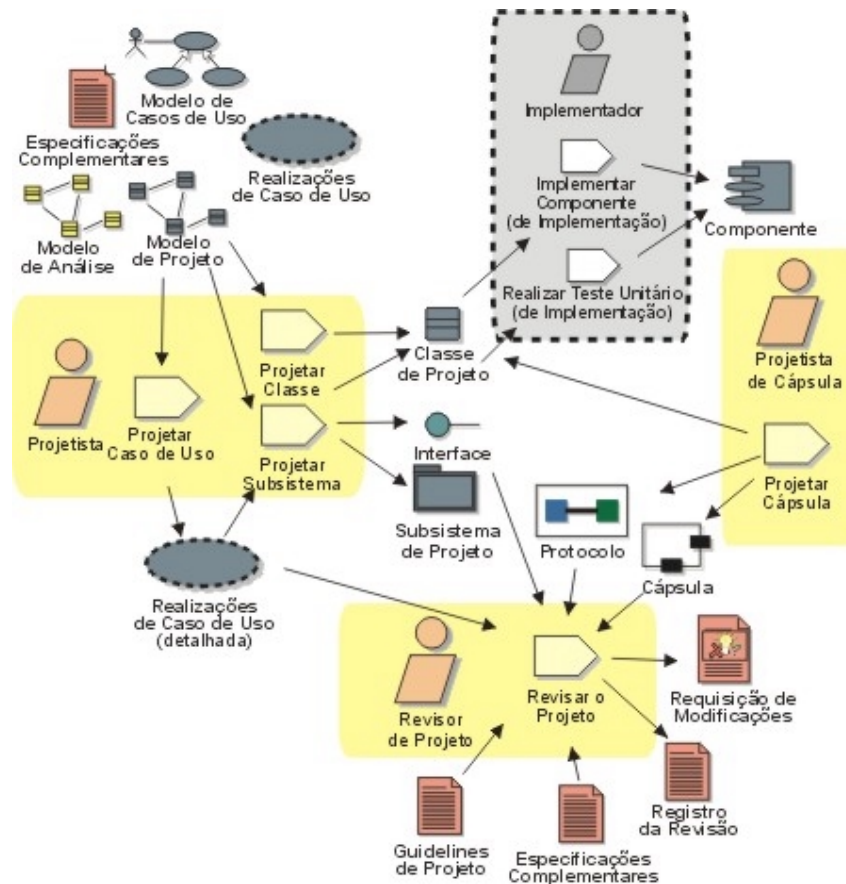 Modelo de
Casos de Uso
Especificações
Complementares
Realizações
de Caso de Uso
Modelo
de Análise
Modelo
de Projeto
Implementador
Implementar
Componente
(de Implementação)
Componente
Realizar Teste Unitário
(de Implementação)
Projetista
Projetar
Caso de Uso
Projetar
Classe
Projetar
Subsistema
Classe
de Projeto
Interface
Subsistema
de Projeto
Projetista
de Cápsula
Projetar
Cápsula
Protocolo
Cápsula
Realizações
de Caso de Uso
(detalhada)
Revisor
de Projeto
Revisar o
Projeto
Requisição de
Modificações
Registro
da Revisão
Guidelines
de Projeto
Especificações
Complementares